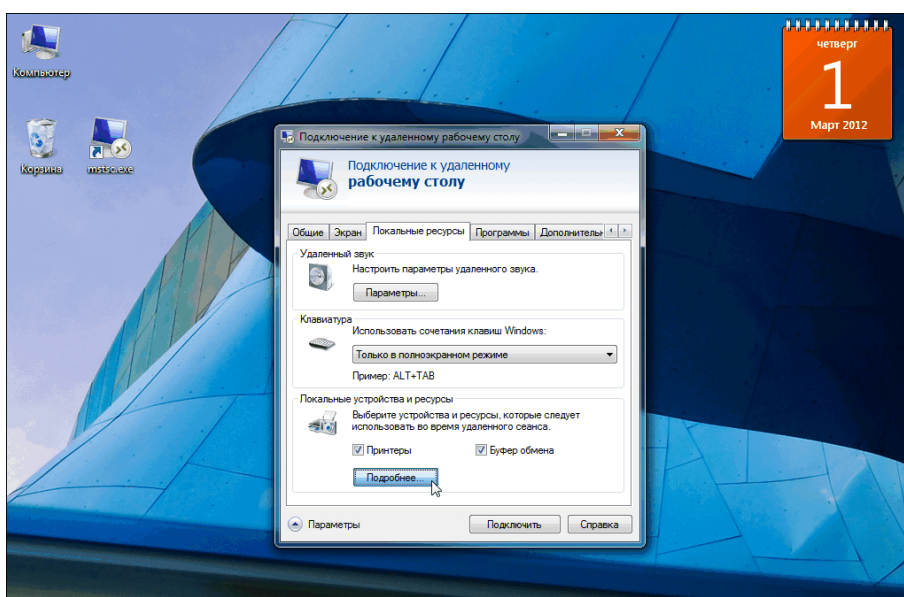 Компьютер
Корзина
mstsc.exe
четверг
1
Март 2012
Подключение к удаленному рабочему столу
Подключение к удаленному
рабочему столу
Общие
Экран
Локальные ресурсы
Программы
Дополнительн
Удаленный звук
Настроить параметры удаленного звука.
Параметры...
Клавиатура
Использовать сочетания клавиш Windows:
Только в полноэкранном режиме
Пример: ALT+TAB
Локальные устройства и ресурсы
Выберите устройства и ресурсы, которые следует
использовать во время удаленного сеанса.
Принтеры
Буфер обмена
Подробнее...
Параметры
Подключить
Справка